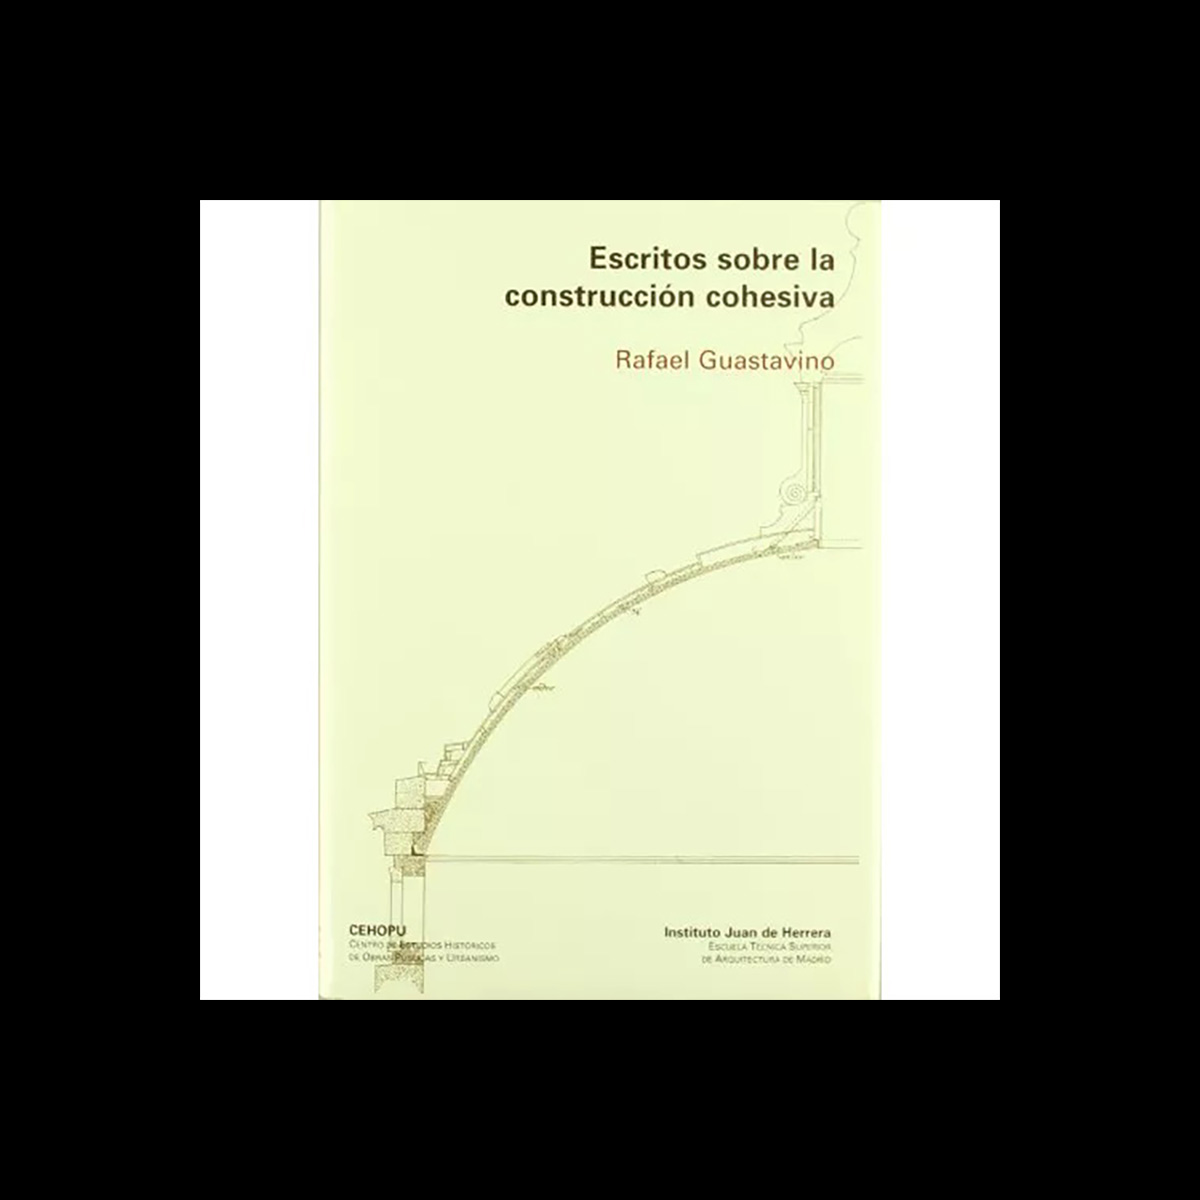 Escritos sobre la
construcción cohesiva
Rafael Guastavino
CEHOPU
Centro de Estudios Históricos
de Obras Públicas y Urbanismo
Instituto Juan de Herrera
Escuela Técnica Superior
de Arquitectura de Madrid